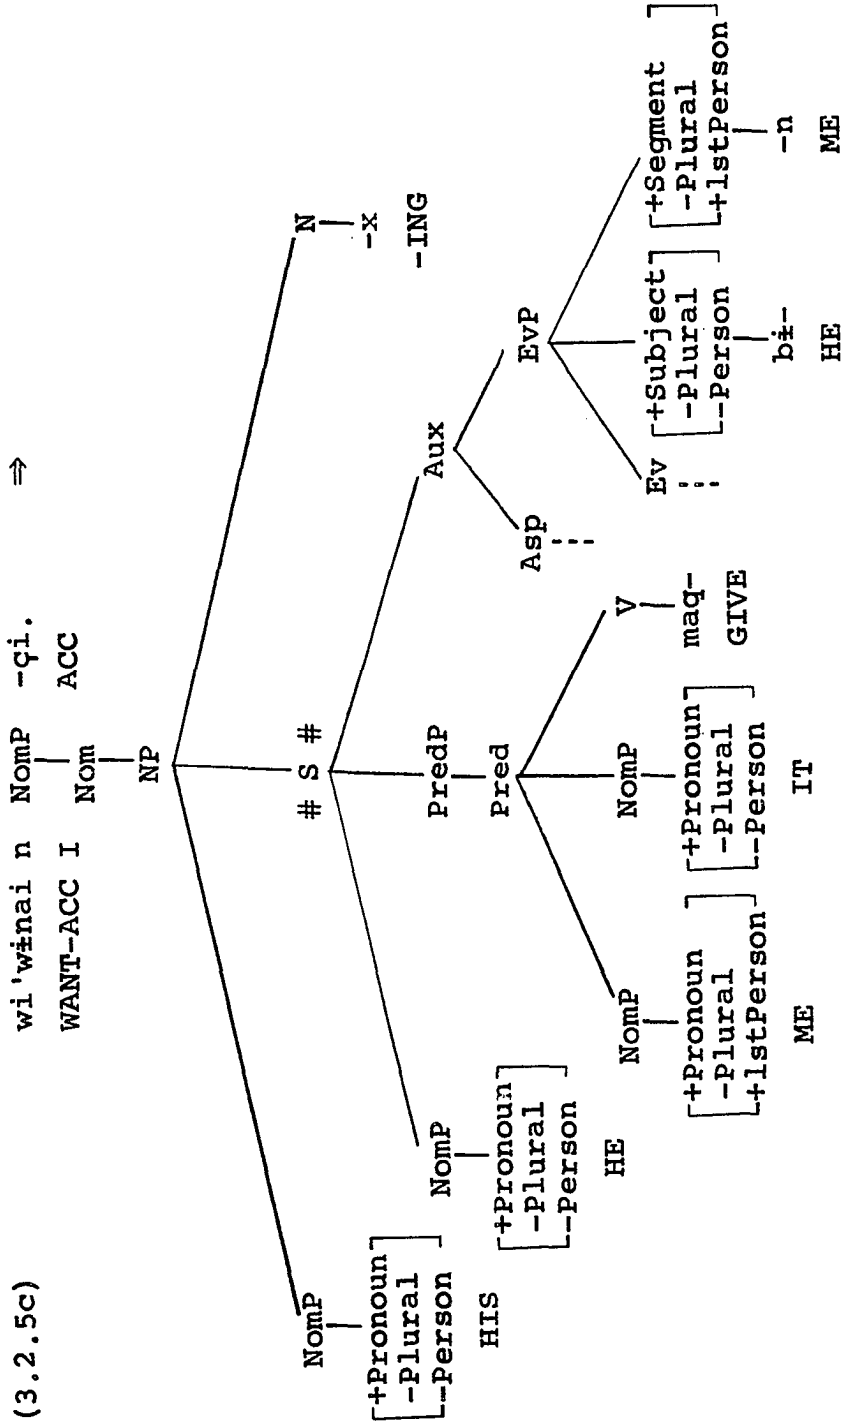 (3.2.5c)
wi'wɨnai n NomP -çi. ⇒
WANT-ACC I Nom ACC
NP
NomP # S # N
[+Pronoun -x
-Plural -ING
-Person]
HIS
NomP PredP Aux
[+Pronoun Pred
-Plural
-Person]
HE
Asp EvP
NomP NomP V
[+Pronoun [+Pronoun maq-
-Plural -Plural GIVE
+1stPerson] -Person]
ME IT
Ev [+Subject] [+Segment]
-Plural -Plural
-Person +1stPerson
bɨ- -n
HE ME